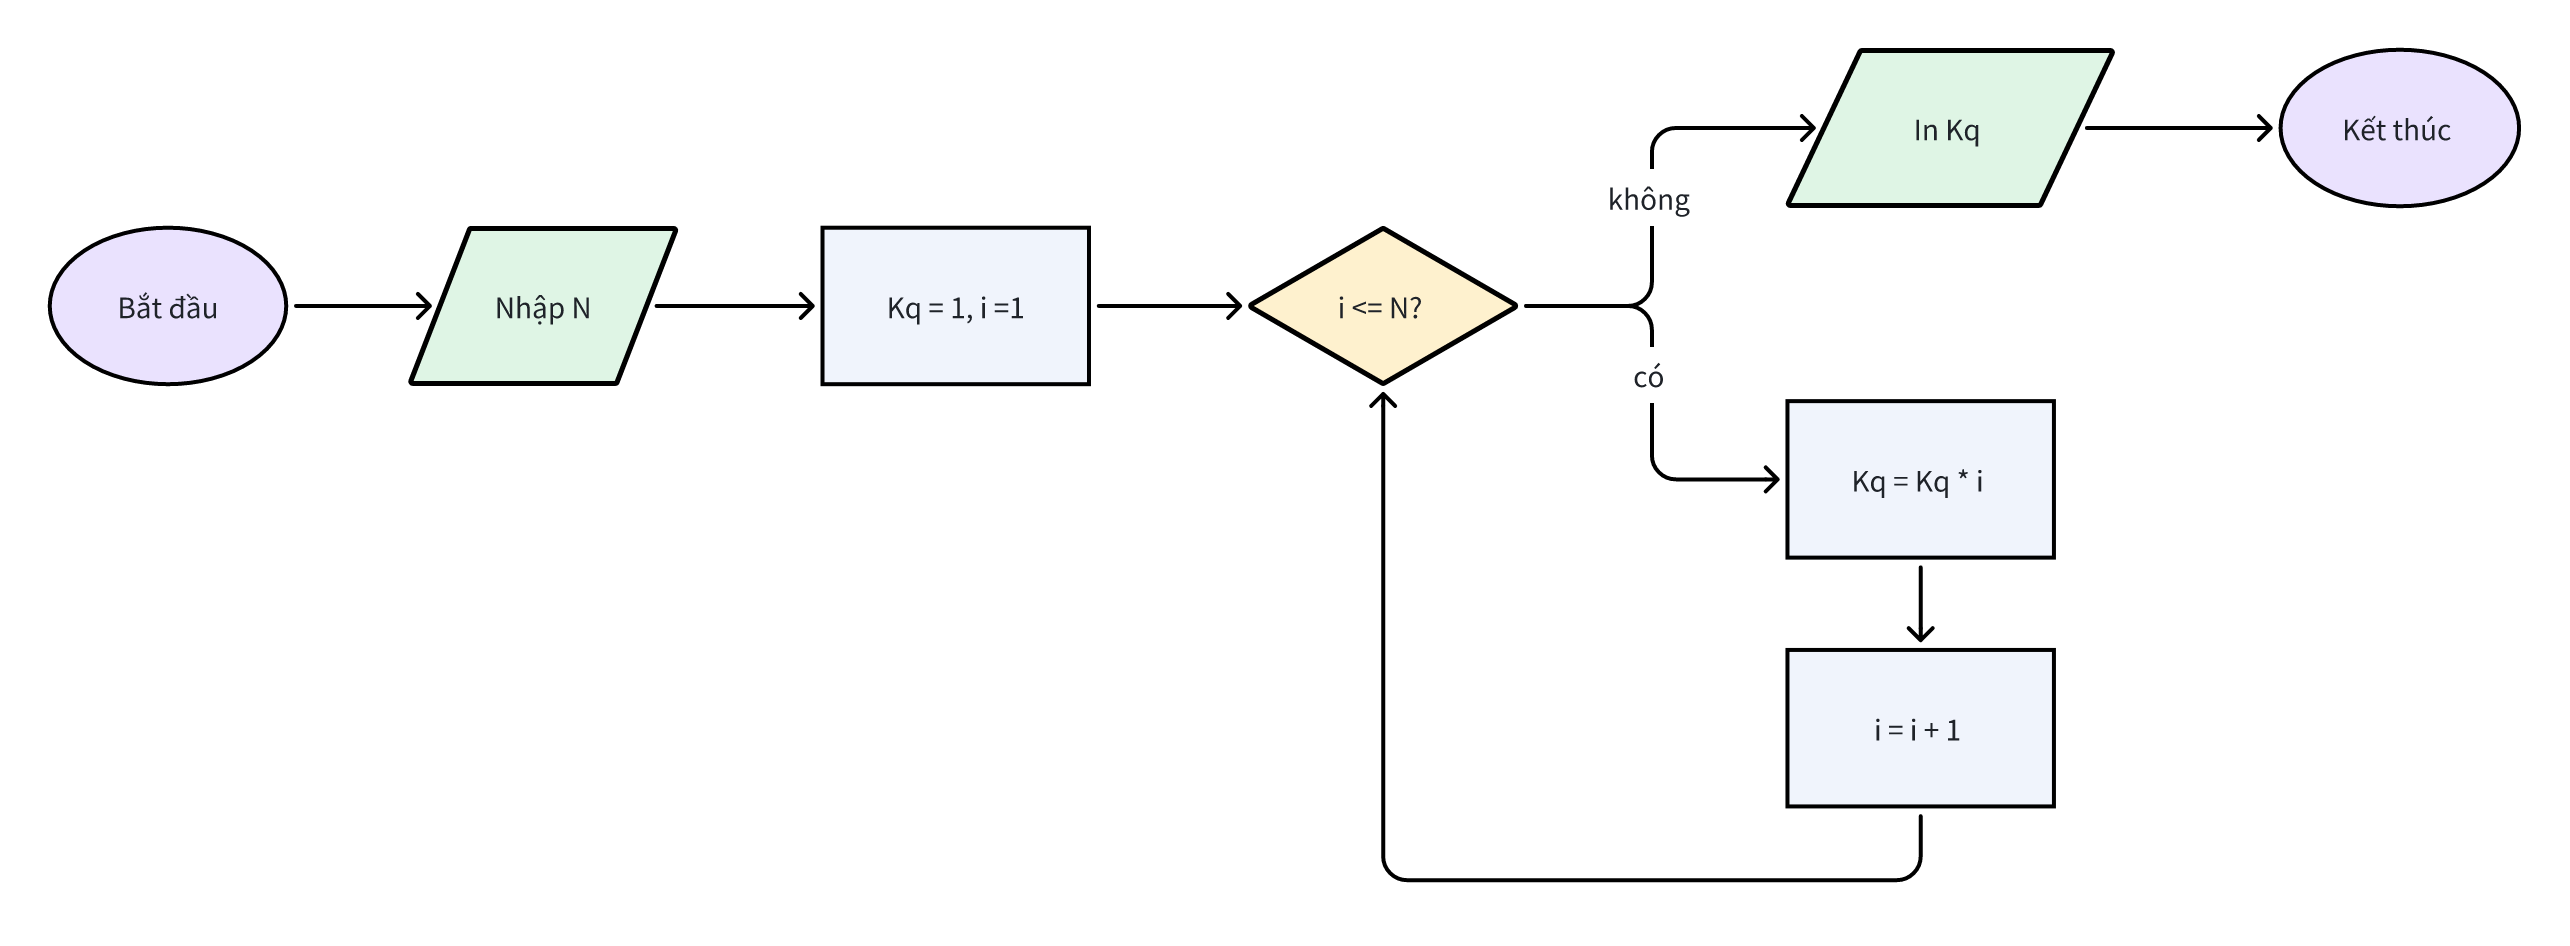 Bắt đầu
Nhập N
Kq = 1, i =1
i <= N?
không
In Kq
Kết thúc
có
Kq = Kq * i
i = i + 1